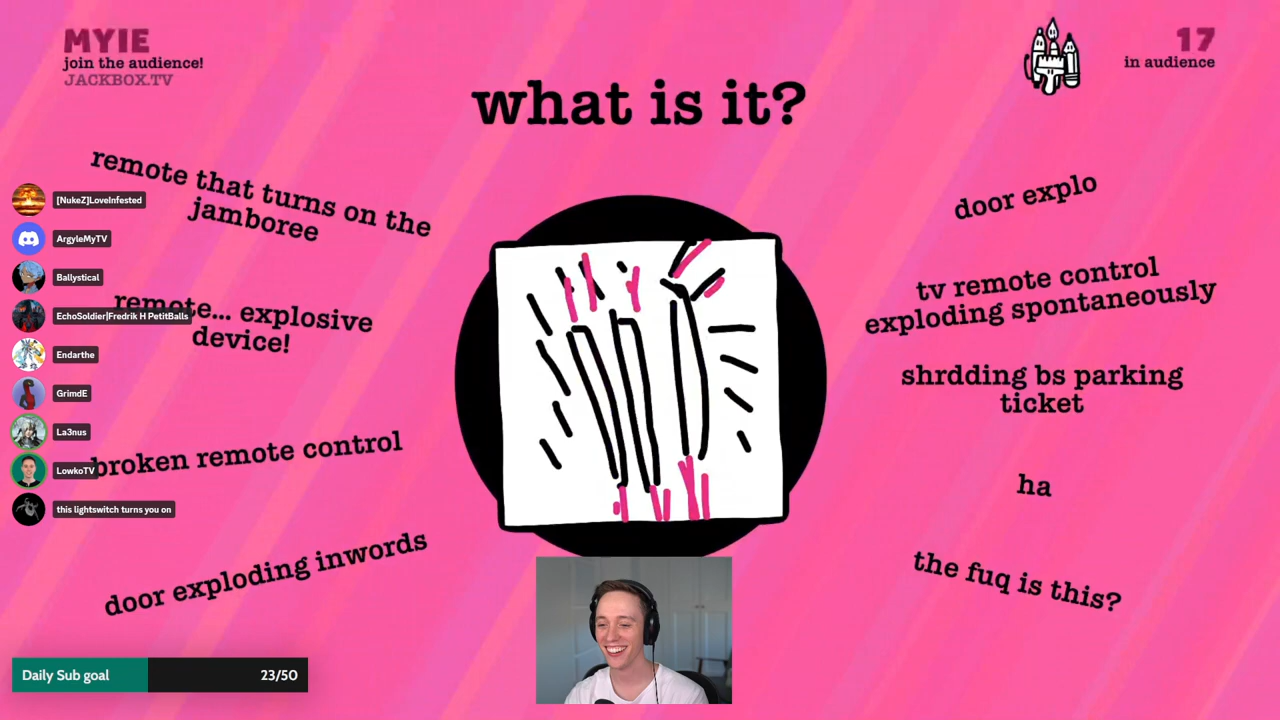 MYIE
join the audience!
JACKBOX.TV
17
in audience
what is it?
remote that turns on the
jamboree
remote... explosive
device!
broken remote control
door exploding inwords
door explo
tv remote control
exploding spontaneously
shrdding bs parking
ticket
ha
the fuq is this?
[NukeZ]LoveInfested
ArgyleMyTV
Ballystical
EchoSoldier|Fredrik H PetitBalls
Endarthe
GrimdE
La3nus
LowkoTV
this lightswitch turns you on
Daily Sub goal
23/50